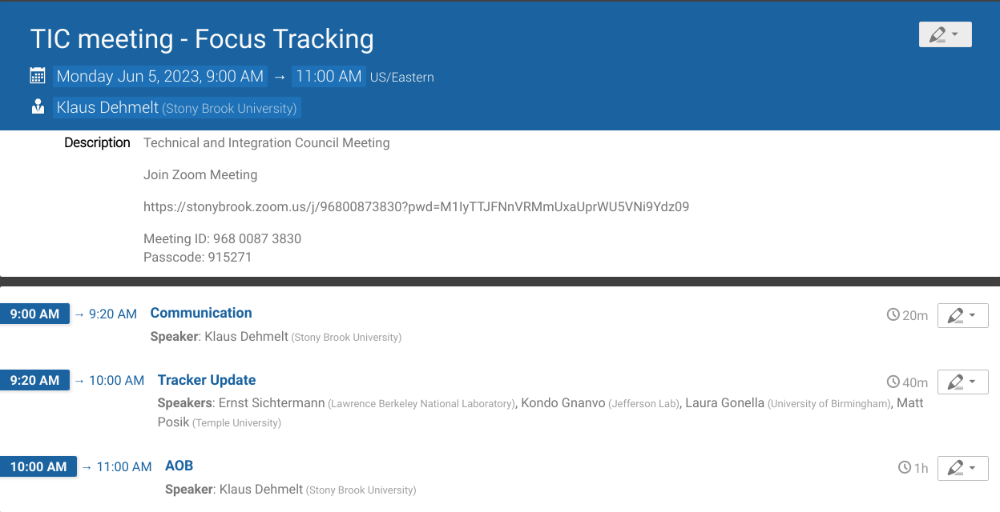 TIC meeting - Focus Tracking
Monday Jun 5, 2023, 9:00 AM → 11:00 AM US/Eastern
Klaus Dehmelt (Stony Brook University)
Description Technical and Integration Council Meeting
Join Zoom Meeting
https://stonybrook.zoom.us/j/96800873830?pwd=M1IyTTJFNnVRMmUxaUprWU5VNi9Ydz09
Meeting ID: 968 0087 3830
Passcode: 915271
9:00 AM → 9:20 AM Communication 20m
Speaker: Klaus Dehmelt (Stony Brook University)
9:20 AM → 10:00 AM Tracker Update 40m
Speakers: Ernst Sichtermann (Lawrence Berkeley National Laboratory), Kondo Gnanvo (Jefferson Lab), Laura Gonella (University of Birmingham), Matt
Posik (Temple University)
10:00 AM → 11:00 AM AOB 1h
Speaker: Klaus Dehmelt (Stony Brook University)